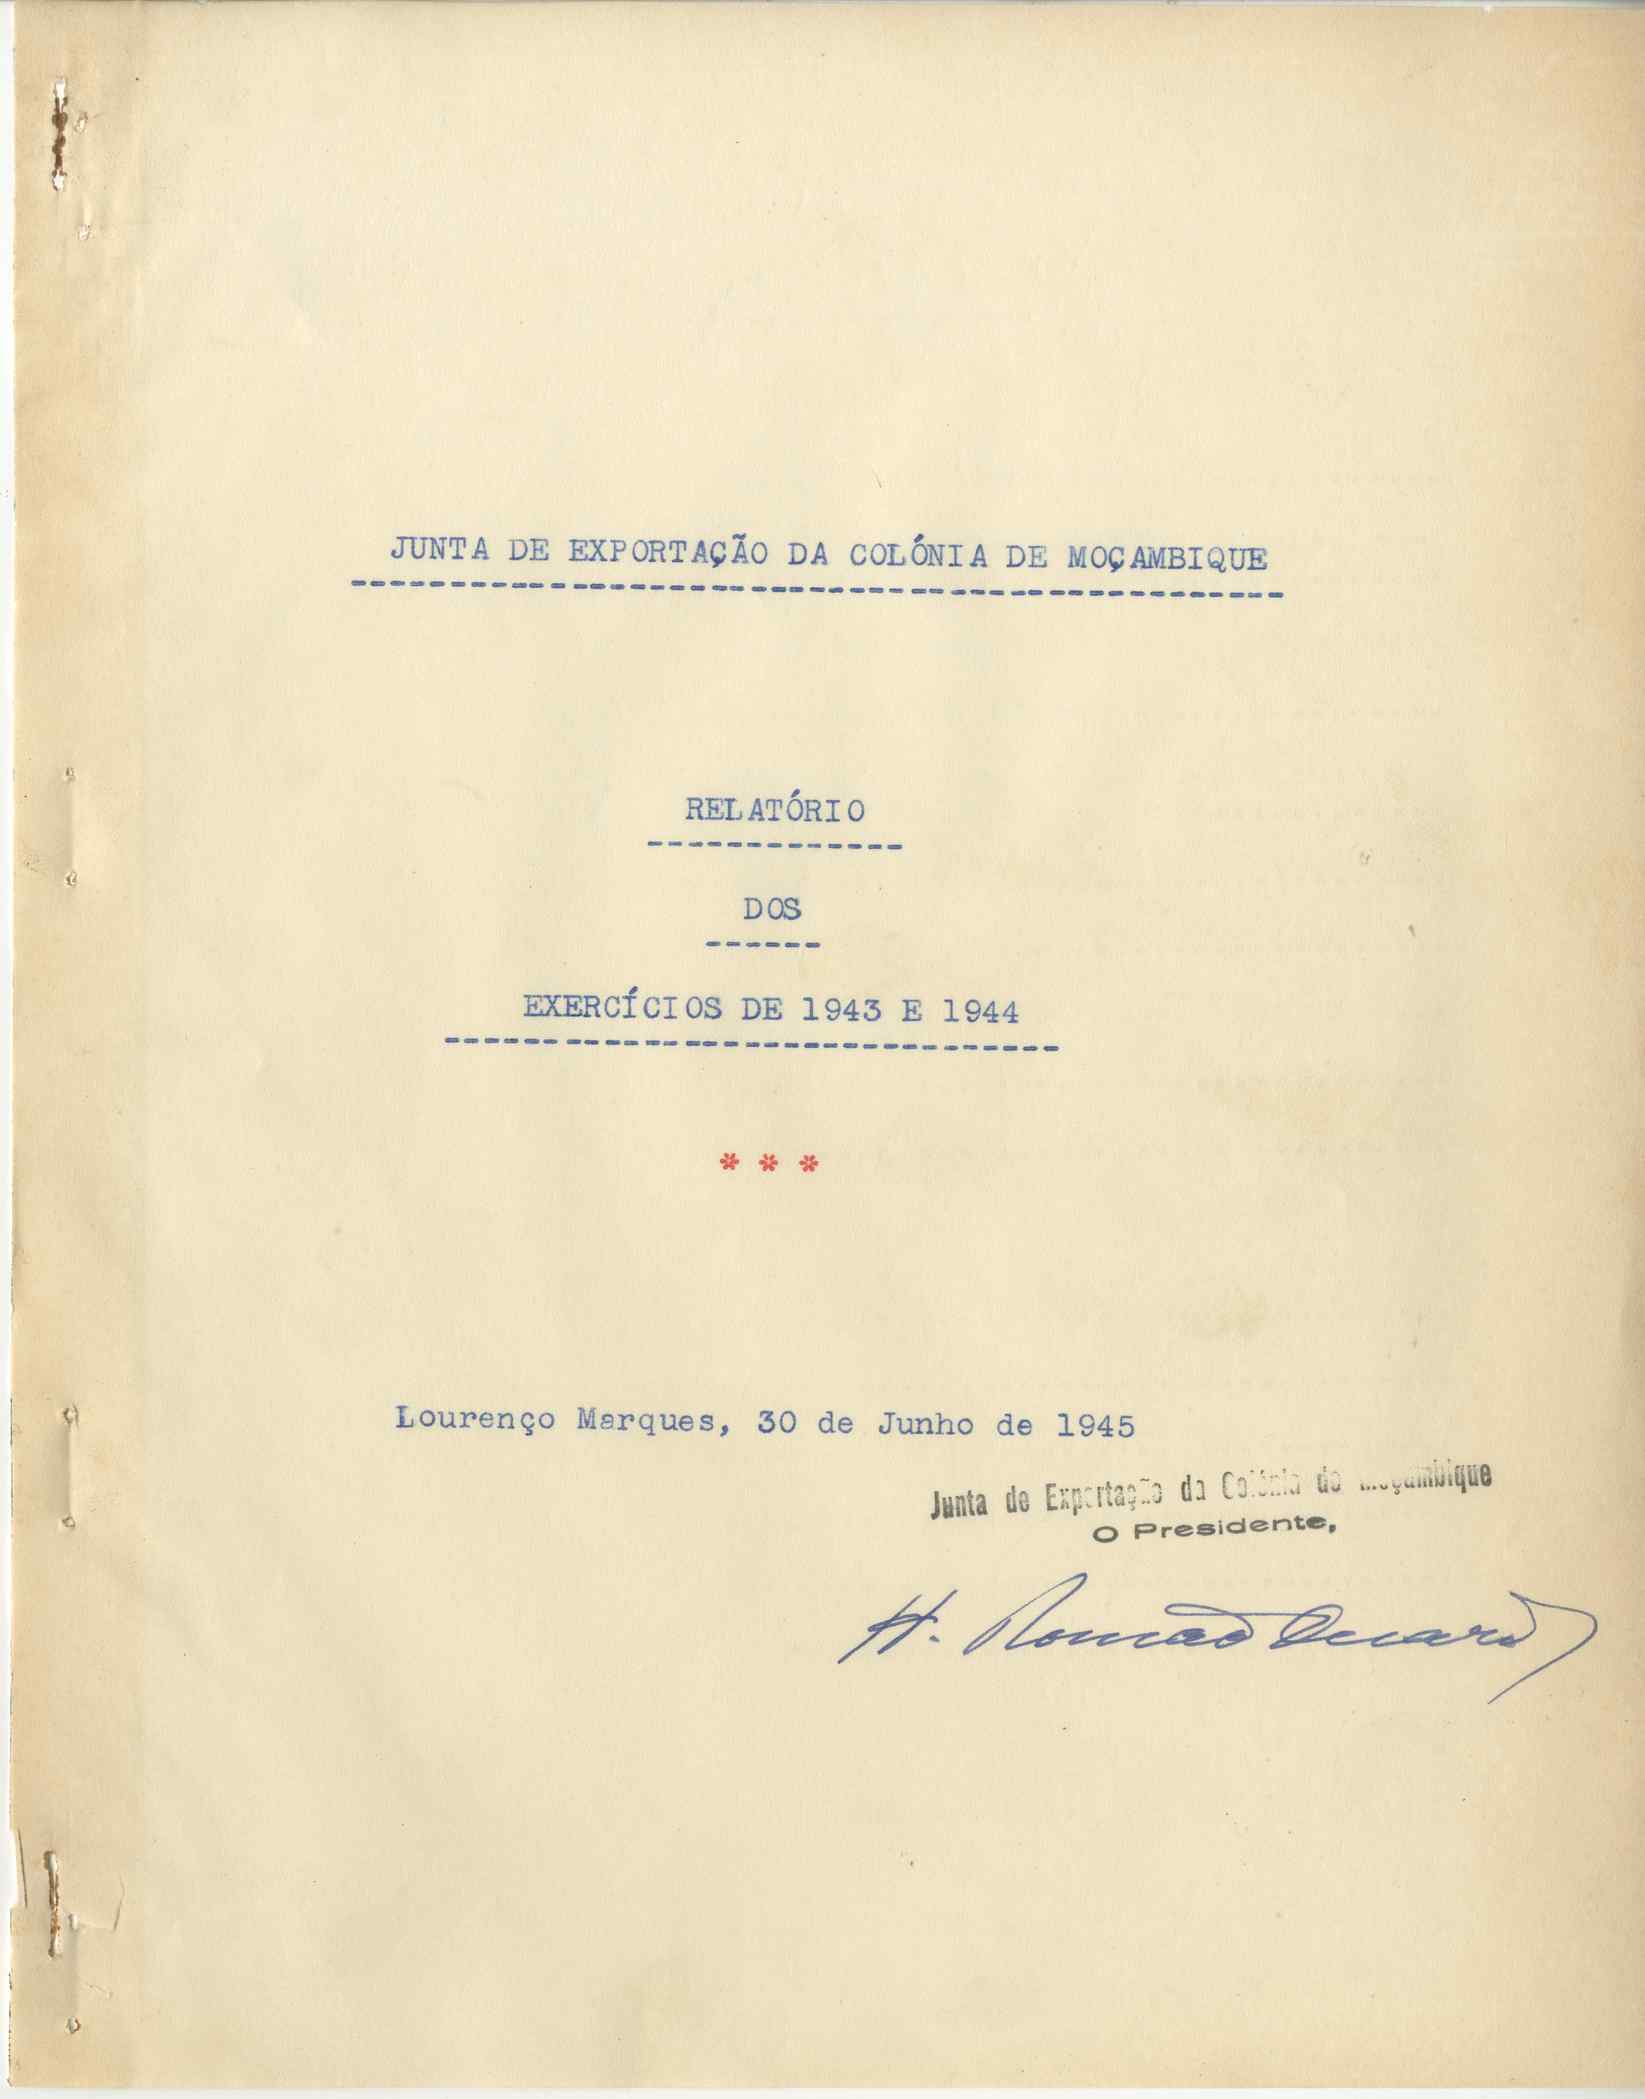 JUNTA DE EXPORTAÇÃO DA COLÓNIA DE MOÇAMBIQUE
RELATÓRIO
DOS
EXERCÍCIOS DE 1943 E 1944
* * *
Lourenço Marques, 30 de Junho de 1945
Junta de Exportação da Colónia de Moçambique
O Presidente,
H. Romão